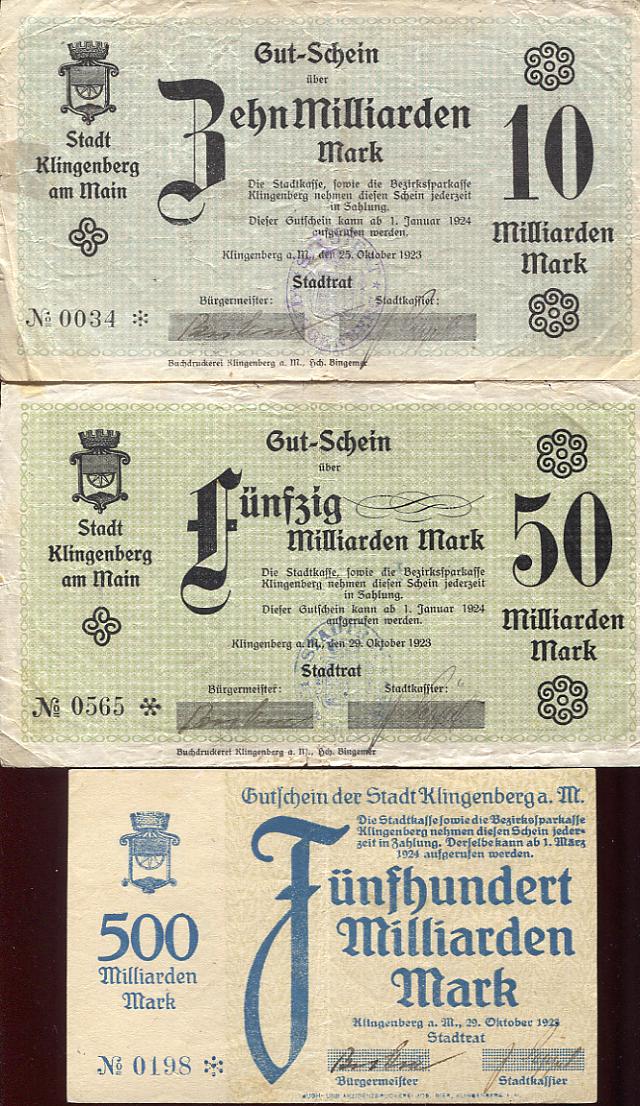 Gut-Schein
über
Zehn Milliarden
Mark
10
Milliarden
Mark
Stadt
Klingenberg
am Main
Die Stadtkasse, sowie die Bezirkssparkasse
Klingenberg nehmen diesen Schein jederzeit
in Zahlung.
Dieser Gutschein kann ab 1. Januar 1924
aufgerufen werden.
Klingenberg a. M., den 25. Oktober 1923
Stadtrat
Bürgermeister:
Stadtkassier:
№ 0034 *
Buchdruckerei Klingenberg a. M., Hch. Bingemer
Gut-Schein
über
Fünfzig
Milliarden Mark
50
Milliarden
Mark
Stadt
Klingenberg
am Main
Die Stadtkasse, sowie die Bezirkssparkasse
Klingenberg nehmen diesen Schein jederzeit
in Zahlung.
Dieser Gutschein kann ab 1. Januar 1924
aufgerufen werden.
Klingenberg a. M., den 29. Oktober 1923
Stadtrat
Bürgermeister:
Stadtkassier:
№ 0565 *
Buchdruckerei Klingenberg a. M., Hch. Bingemer
Gutschein der Stadt Klingenberg a. M.
Die Stadtkasse sowie die Bezirkssparkasse
Klingenberg nehmen diesen Schein jeder-
zeit in Zahlung. Derselbe kann ab 1. März
1924 aufgerufen werden.
Fünfhundert
Milliarden
Mark
500
Milliarden
Mark
Klingenberg a. M., 29. Oktober 1923
Stadtrat
№ 0198 *
Bürgermeister
Stadtkassier